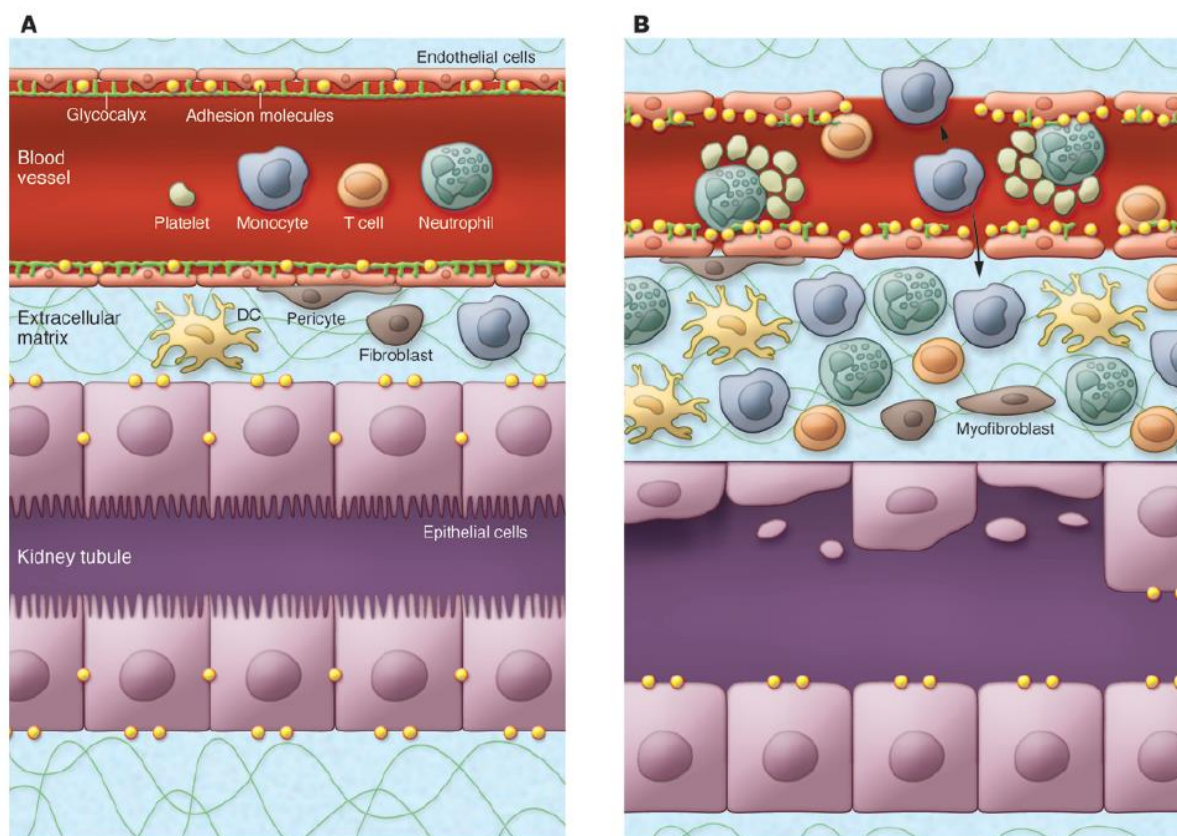 A
B
Endothelial cells
Glycocalyx
Adhesion molecules
Blood
vessel
Platelet
Monocyte
T cell
Neutrophil
Extracellular
matrix
DC
Pericyte
Fibroblast
Myofibroblast
Epithelial cells
Kidney tubule